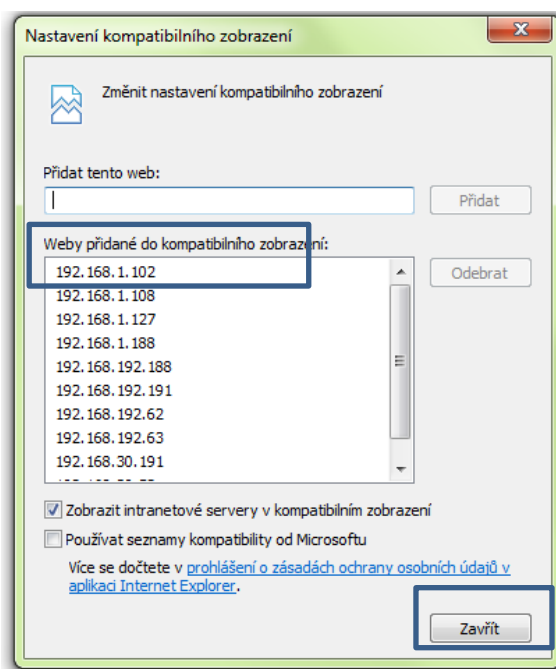 Nastavení kompatibilního zobrazení
Změnit nastavení kompatibilního zobrazení
Přidat tento web:
Přidat
Weby přidané do kompatibilního zobrazení:
192.168.1.102
Odebrat
192.168.1.108
192.168.1.127
192.168.1.188
192.168.192.188
192.168.192.191
192.168.192.62
192.168.192.63
192.168.30.191
Zobrazit intranetové servery v kompatibilním zobrazení
Používat seznamy kompatibility od Microsoftu
Více se dočtete v prohlášení o zásadách ochrany osobních údajů v
aplikaci Internet Explorer.
Zavřít